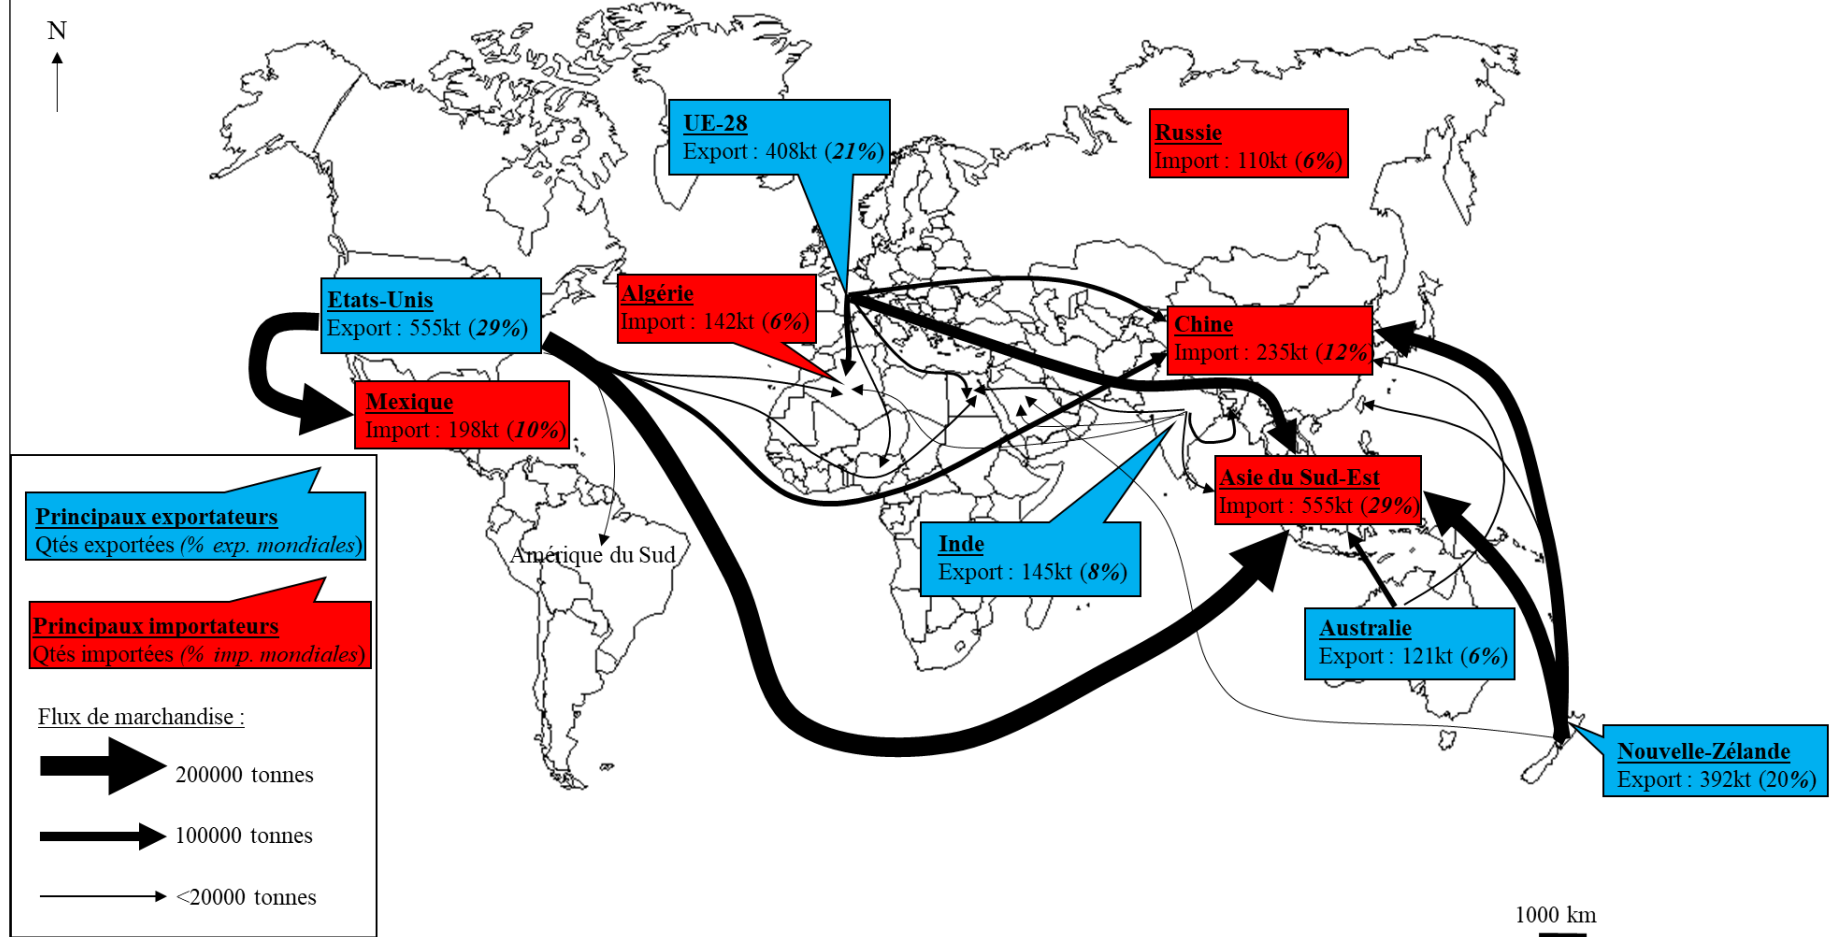 N
UE-28
Export : 408kt (21%)
Russie
Import : 110kt (6%)
Etats-Unis
Export : 555kt (29%)
Algérie
Import : 142kt (6%)
Chine
Import : 235kt (12%)
Mexique
Import : 198kt (10%)
Asie du Sud-Est
Import : 555kt (29%)
Inde
Export : 145kt (8%)
Amérique du Sud
Australie
Export : 121kt (6%)
Nouvelle-Zélande
Export : 392kt (20%)
Principaux exportateurs
Qtés exportées (% exp. mondiales)
Principaux importateurs
Qtés importées (% imp. mondiales)
Flux de marchandise :
200000 tonnes
100000 tonnes
<20000 tonnes
1000 km